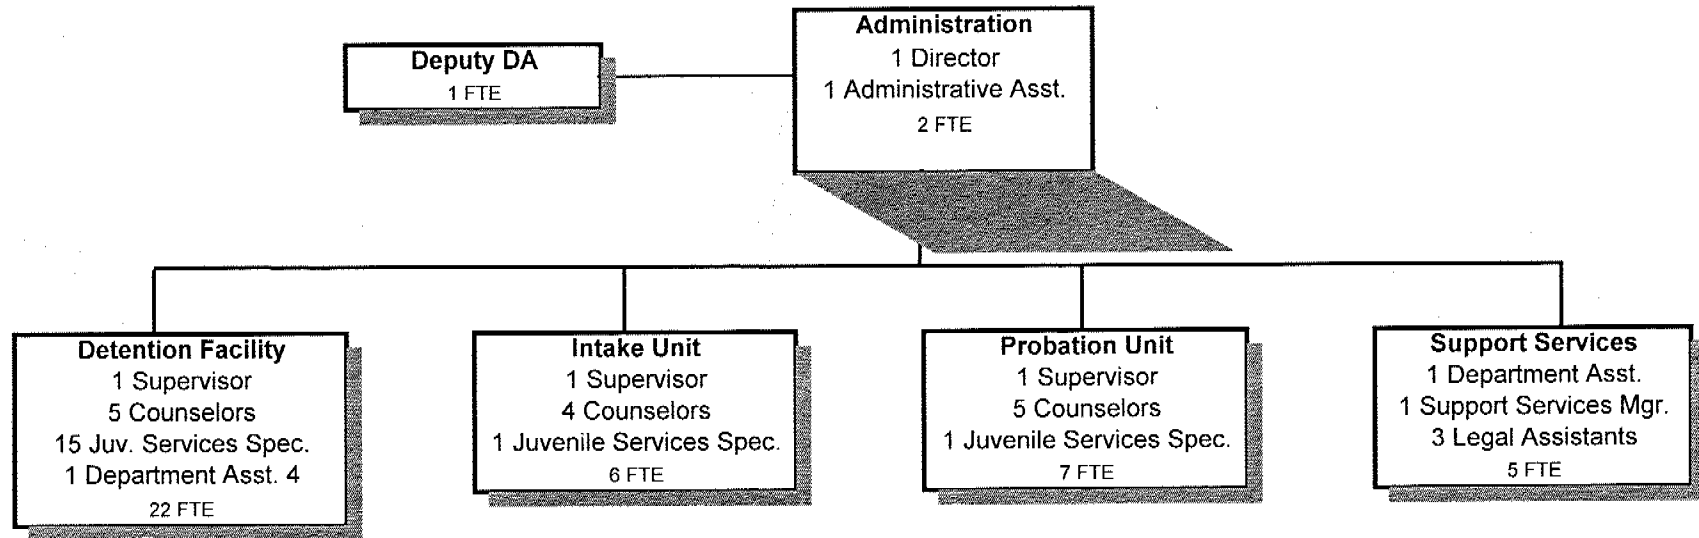 Administration
1 Director
1 Administrative Asst.
2 FTE
Deputy DA
1 FTE
Detention Facility
1 Supervisor
5 Counselors
15 Juv. Services Spec.
1 Department Asst. 4
22 FTE
Intake Unit
1 Supervisor
4 Counselors
1 Juvenile Services Spec.
6 FTE
Probation Unit
1 Supervisor
5 Counselors
1 Juvenile Services Spec.
7 FTE
Support Services
1 Department Asst.
1 Support Services Mgr.
3 Legal Assistants
5 FTE